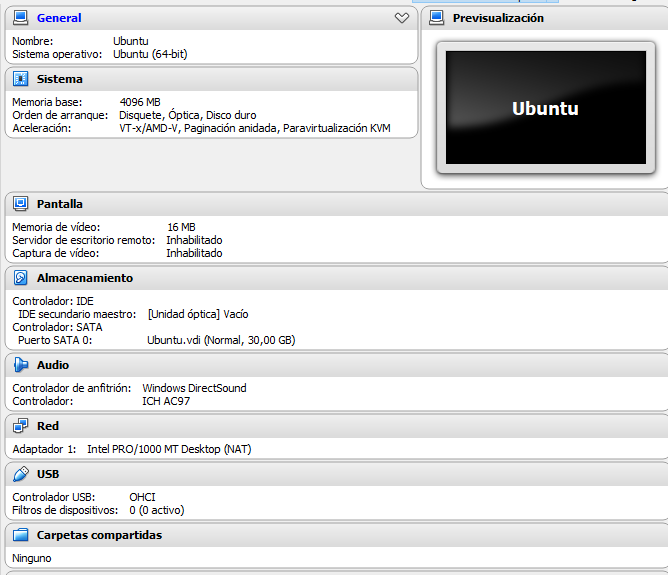 General
Nombre: Ubuntu
Sistema operativo: Ubuntu (64-bit)
Previsualización
Ubuntu
Sistema
Memoria base: 4096 MB
Orden de arranque: Disquete, Óptica, Disco duro
Aceleración: VT-x/AMD-V, Paginación anidada, Paravirtualización KVM
Pantalla
Memoria de vídeo: 16 MB
Servidor de escritorio remoto: Inhabilitado
Captura de vídeo: Inhabilitado
Almacenamiento
Controlador: IDE
IDE secundario maestro: [Unidad óptica] Vacío
Controlador: SATA
Puerto SATA 0: Ubuntu.vdi (Normal, 30,00 GB)
Audio
Controlador de anfitrión: Windows DirectSound
Controlador: ICH AC97
Red
Adaptador 1: Intel PRO/1000 MT Desktop (NAT)
USB
Controlador USB: OHCI
Filtros de dispositivos: 0 (0 activo)
Carpetas compartidas
Ninguno